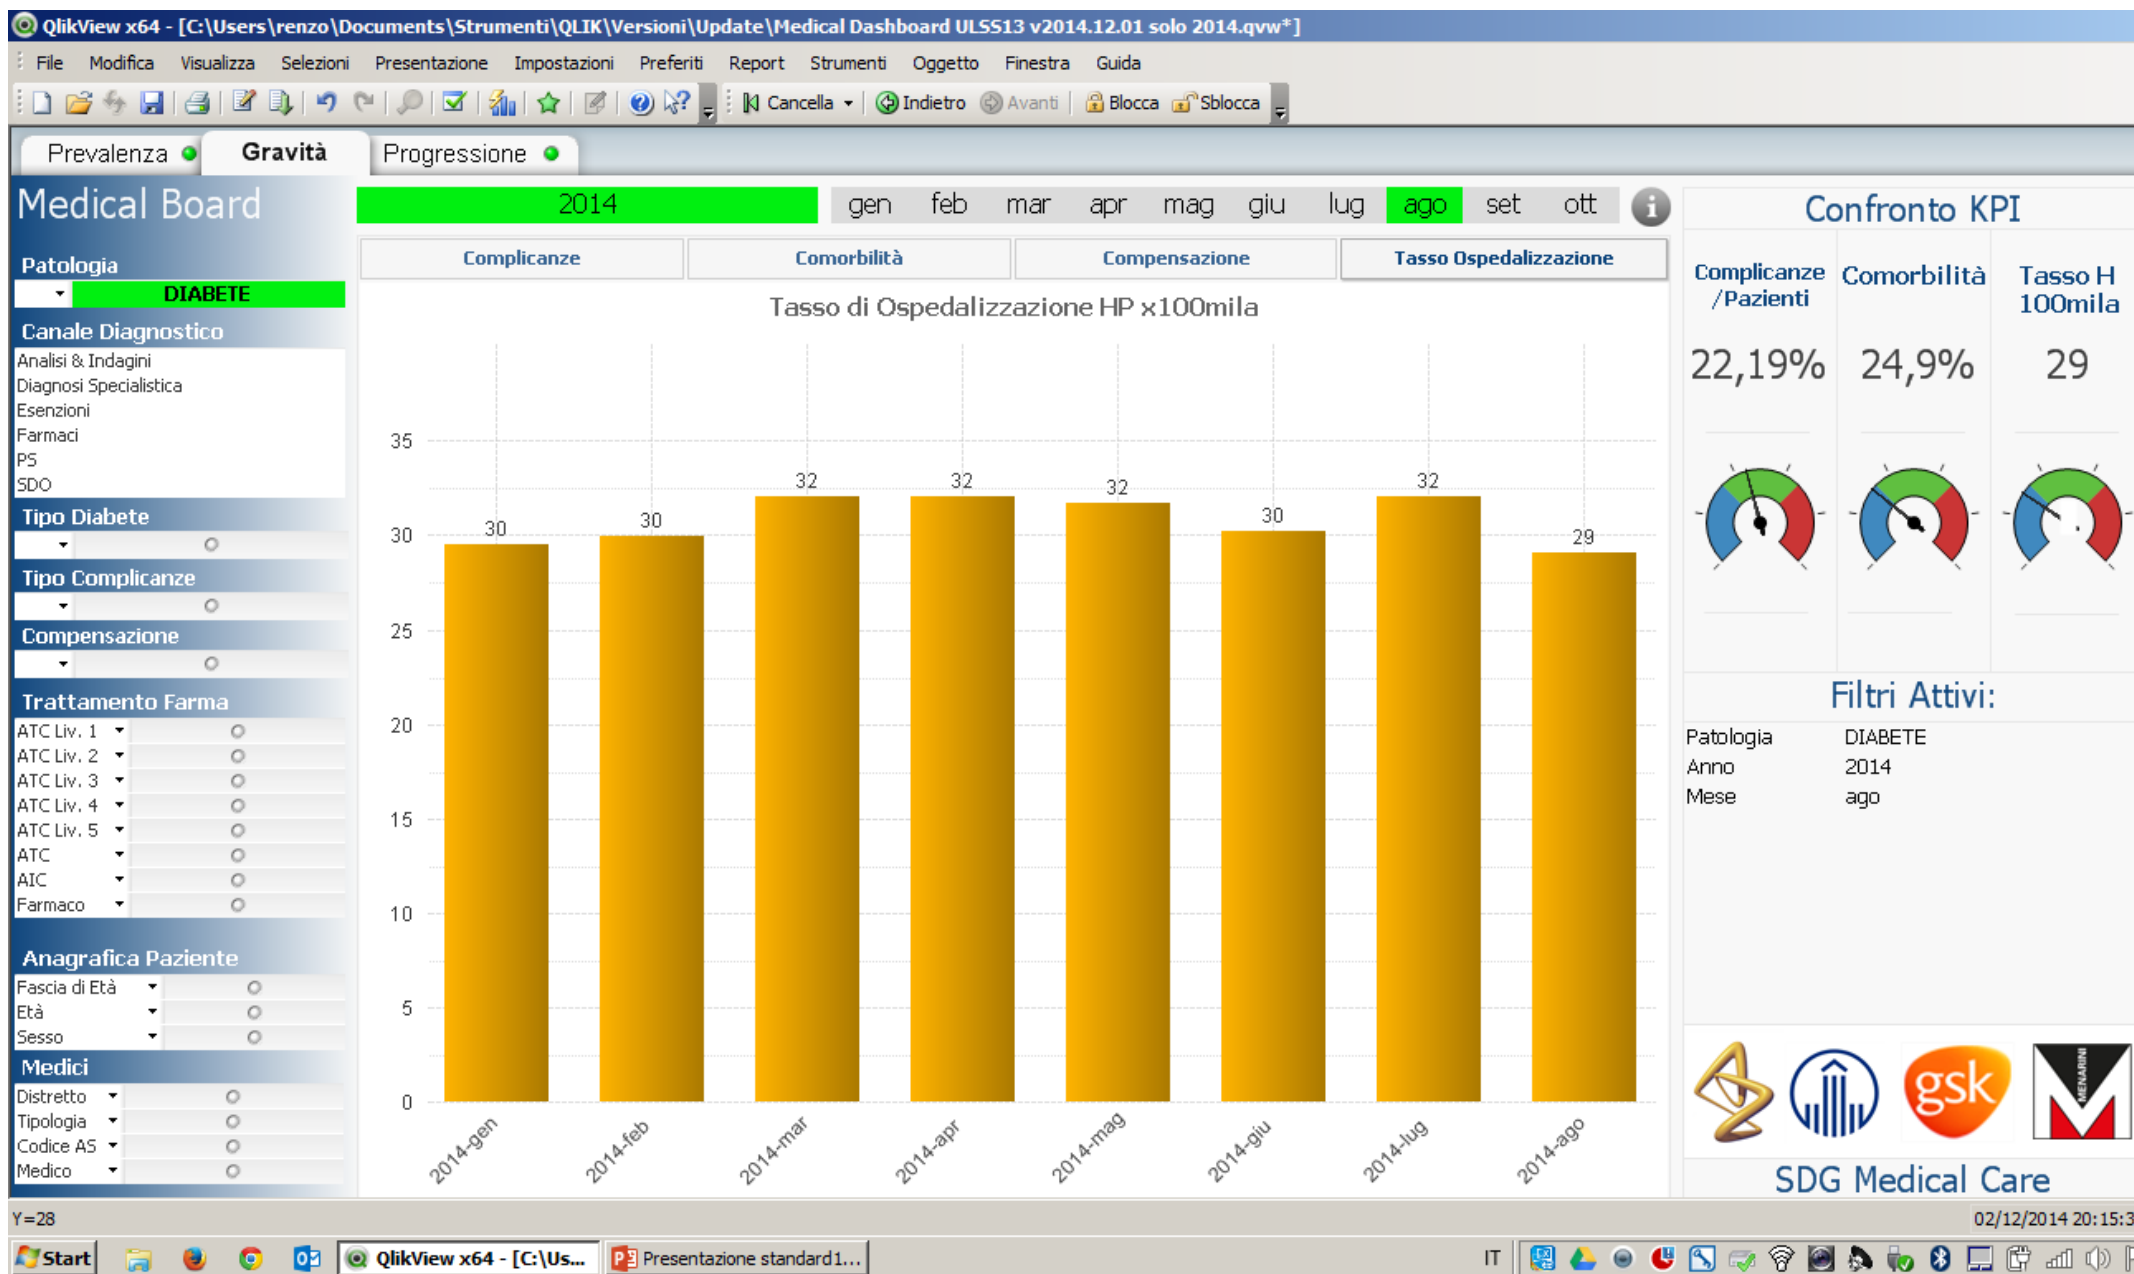 QlikView x64 - [C:\Users\renzo\Documents\Strumenti\QLIK\Versioni\Update\Medical Dashboard ULSS13 v2014.12.01 solo 2014.qvw*]
File Modifica Visualizza Selezioni Presentazione Impostazioni Preferiti Report Strumenti Oggetto Finestra Guida
Cancella Indietro Avanti Blocca Sblocca
Prevalenza Gravità Progressione
Medical Board
Patologia
DIABETE
Canale Diagnostico
Analisi & Indagini
Diagnosi Specialistica
Esenzioni
Farmaci
PS
SDO
Tipo Diabete
Tipo Complicanze
Compensazione
Trattamento Farma
ATC Liv. 1
ATC Liv. 2
ATC Liv. 3
ATC Liv. 4
ATC Liv. 5
ATC
AIC
Farmaco
Anagrafica Paziente
Fascia di Età
Età
Sesso
Medici
Distretto
Tipologia
Codice AS
Medico
2014 gen feb mar apr mag giu lug ago set ott i
Complicanze Comorbilità Compensazione Tasso Ospedalizzazione
Tasso di Ospedalizzazione HP x100mila
35
30
25
20
15
10
5
0
30 30 32 32 32 30 32 29
2014-gen 2014-feb 2014-mar 2014-apr 2014-mag 2014-giu 2014-lug 2014-ago
Confronto KPI
Complicanze /Pazienti
Comorbilità
Tasso H 100mila
22,19% 24,9% 29
Filtri Attivi:
Patologia DIABETE
Anno 2014
Mese ago
gsk
MENARINI
SDG Medical Care
Y=28
02/12/2014 20:15:3
Start
QlikView x64 - [C:\Us...
Presentazione standard1...
IT